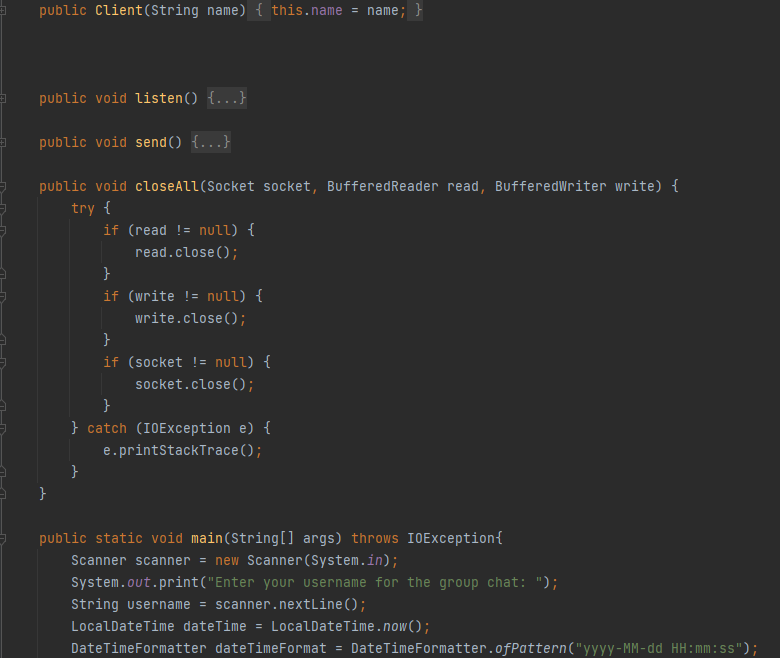 public Client(String name) { this.name = name; }
public void listen() {...}
public void send() {...}
public void closeAll(Socket socket, BufferedReader read, BufferedWriter write) {
try {
if (read != null) {
read.close();
}
if (write != null) {
write.close();
}
if (socket != null) {
socket.close();
}
} catch (IOException e) {
e.printStackTrace();
}
}
public static void main(String[] args) throws IOException{
Scanner scanner = new Scanner(System.in);
System.out.print("Enter your username for the group chat: ");
String username = scanner.nextLine();
LocalDateTime dateTime = LocalDateTime.now();
DateTimeFormatter dateTimeFormat = DateTimeFormatter.ofPattern("yyyy-MM-dd HH:mm:ss");